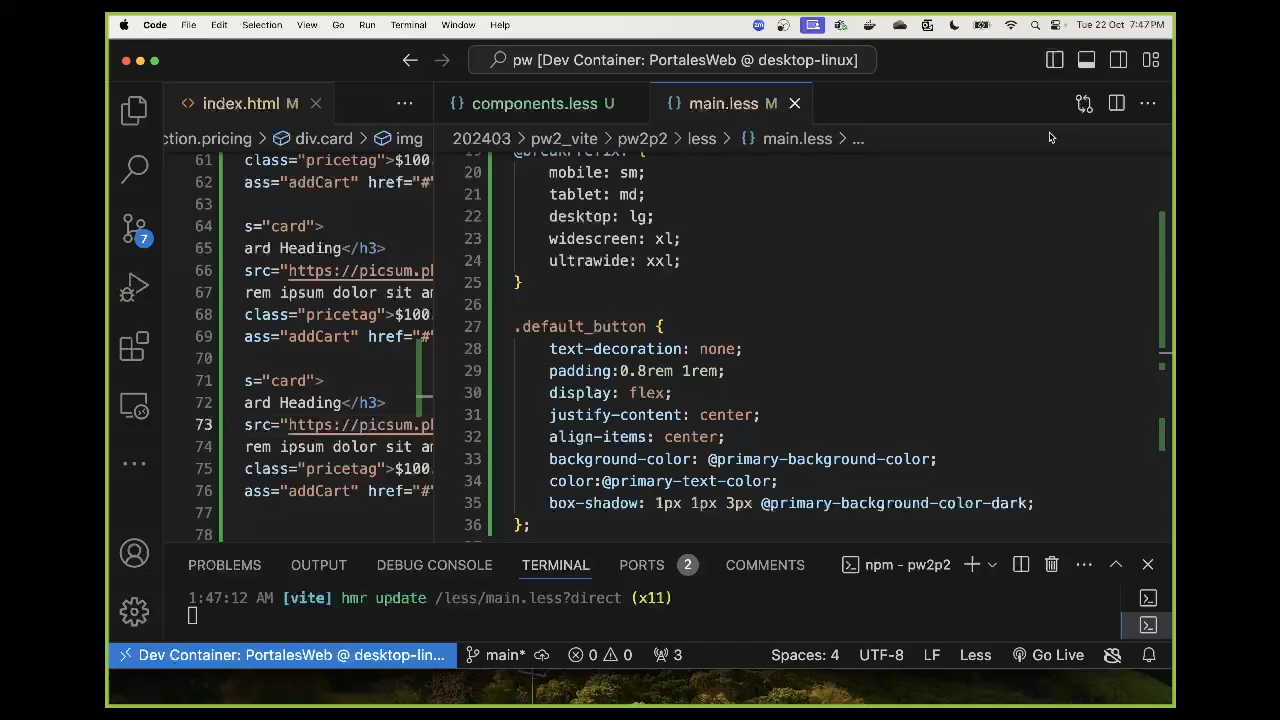 Code File Edit Selection View Go Run Terminal Window Help Tue 22 Oct 7:47 PM
pw [Dev Container: PortalesWeb @ desktop-linux]
index.html M
components.less U
main.less M
ction.pricing > div.card > img
202403 > pw2_vite > pw2p2 > less > {} main.less > ...
61 class="pricetag">$100.
62 ass="addCart" href="#"
63
64 s="card">
65 ard Heading</h3>
66 src="https://picsum.ph
67 rem ipsum dolor sit am
68 class="pricetag">$100.
69 ass="addCart" href="#"
70
71 s="card">
72 ard Heading</h3>
73 src="https://picsum.ph
74 rem ipsum dolor sit am
75 class="pricetag">$100.
76 ass="addCart" href="#"
77
78
20 mobile: sm;
21 tablet: md;
22 desktop: lg;
23 widescreen: xl;
24 ultrawide: xxl;
25 }
26
27 .default_button {
28 text-decoration: none;
29 padding:0.8rem 1rem;
30 display: flex;
31 justify-content: center;
32 align-items: center;
33 background-color: @primary-background-color;
34 color:@primary-text-color;
35 box-shadow: 1px 1px 3px @primary-background-color-dark;
36 };
7
PROBLEMS OUTPUT DEBUG CONSOLE TERMINAL PORTS 2 COMMENTS npm - pw2p2
1:47:12 AM [vite] hmr update /less/main.less?direct (x11)
Dev Container: PortalesWeb @ desktop-lin... main* 0 0 3 Spaces: 4 UTF-8 LF Less Go Live